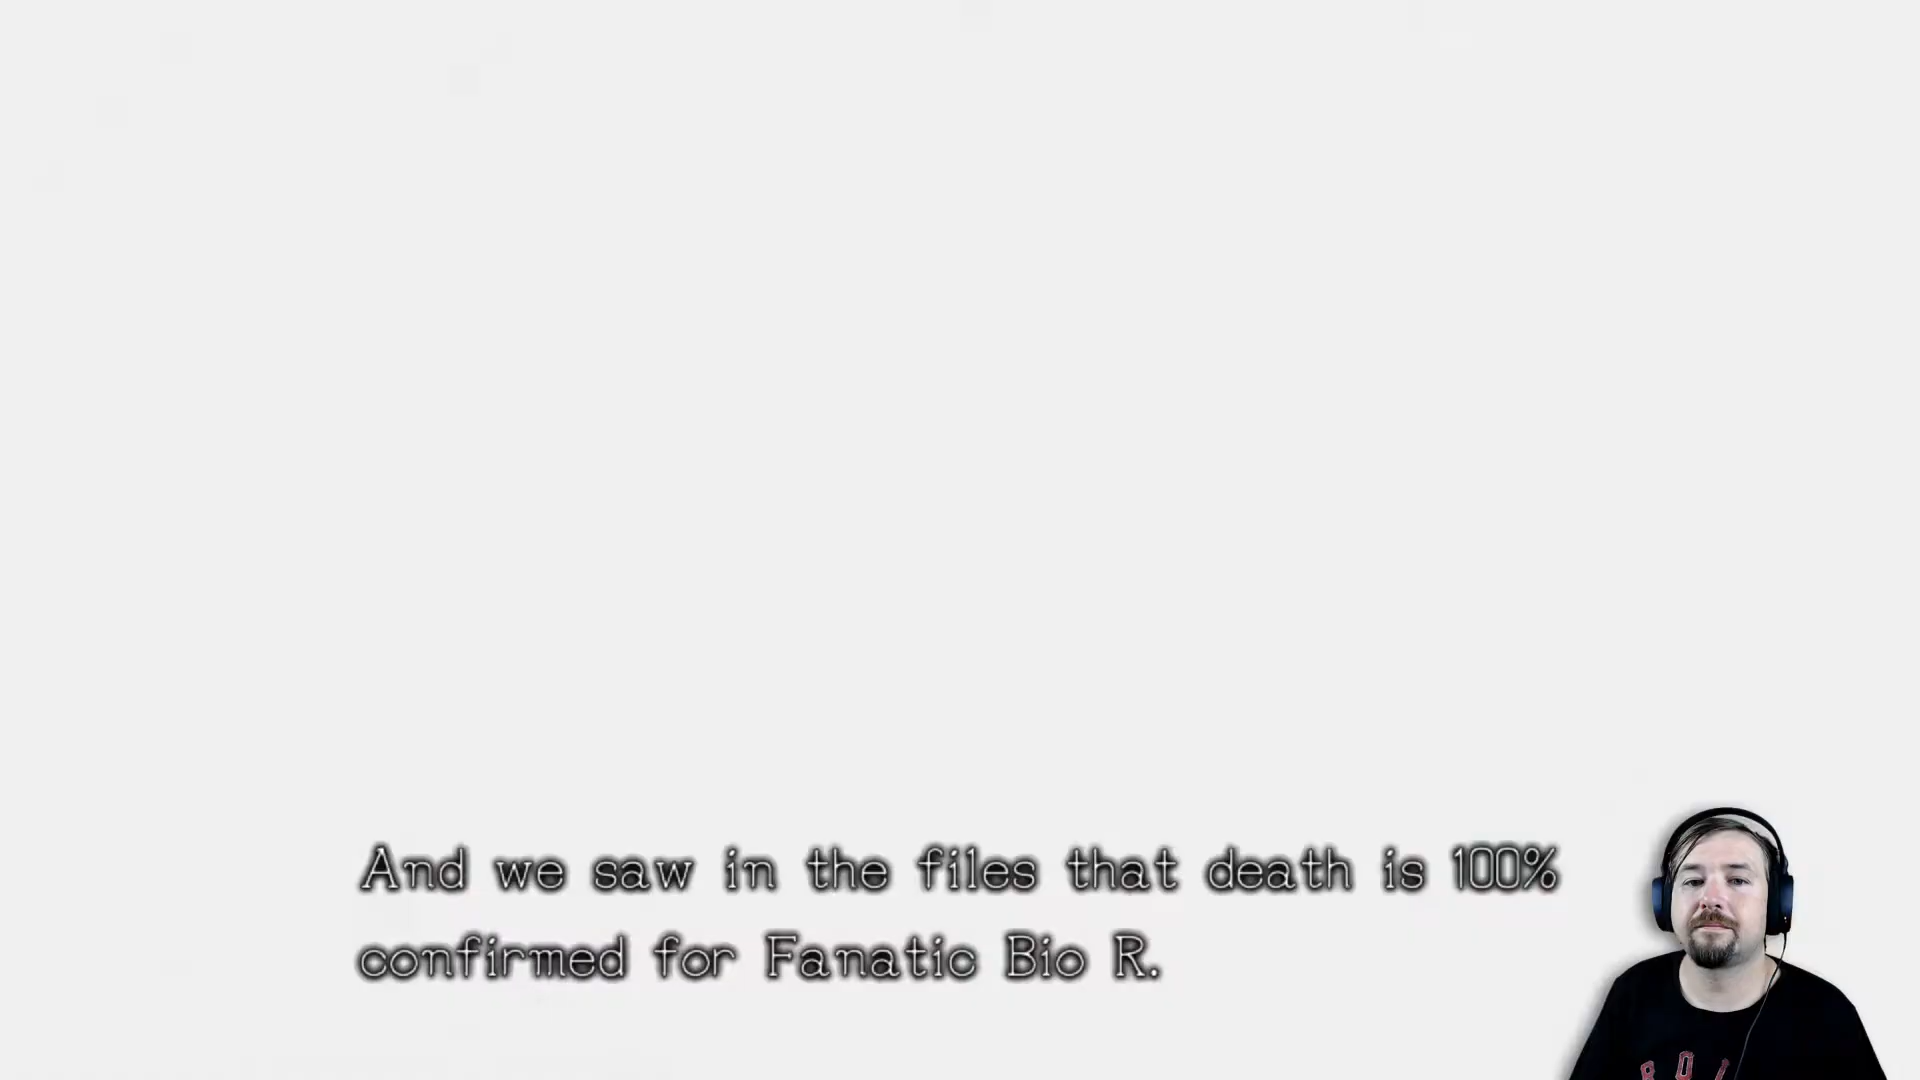 And we saw in the files that death is 100%
confirmed for Fanatic Bio R.